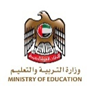 وزارة التربية والتعليم
MINISTRY OF EDUCATION